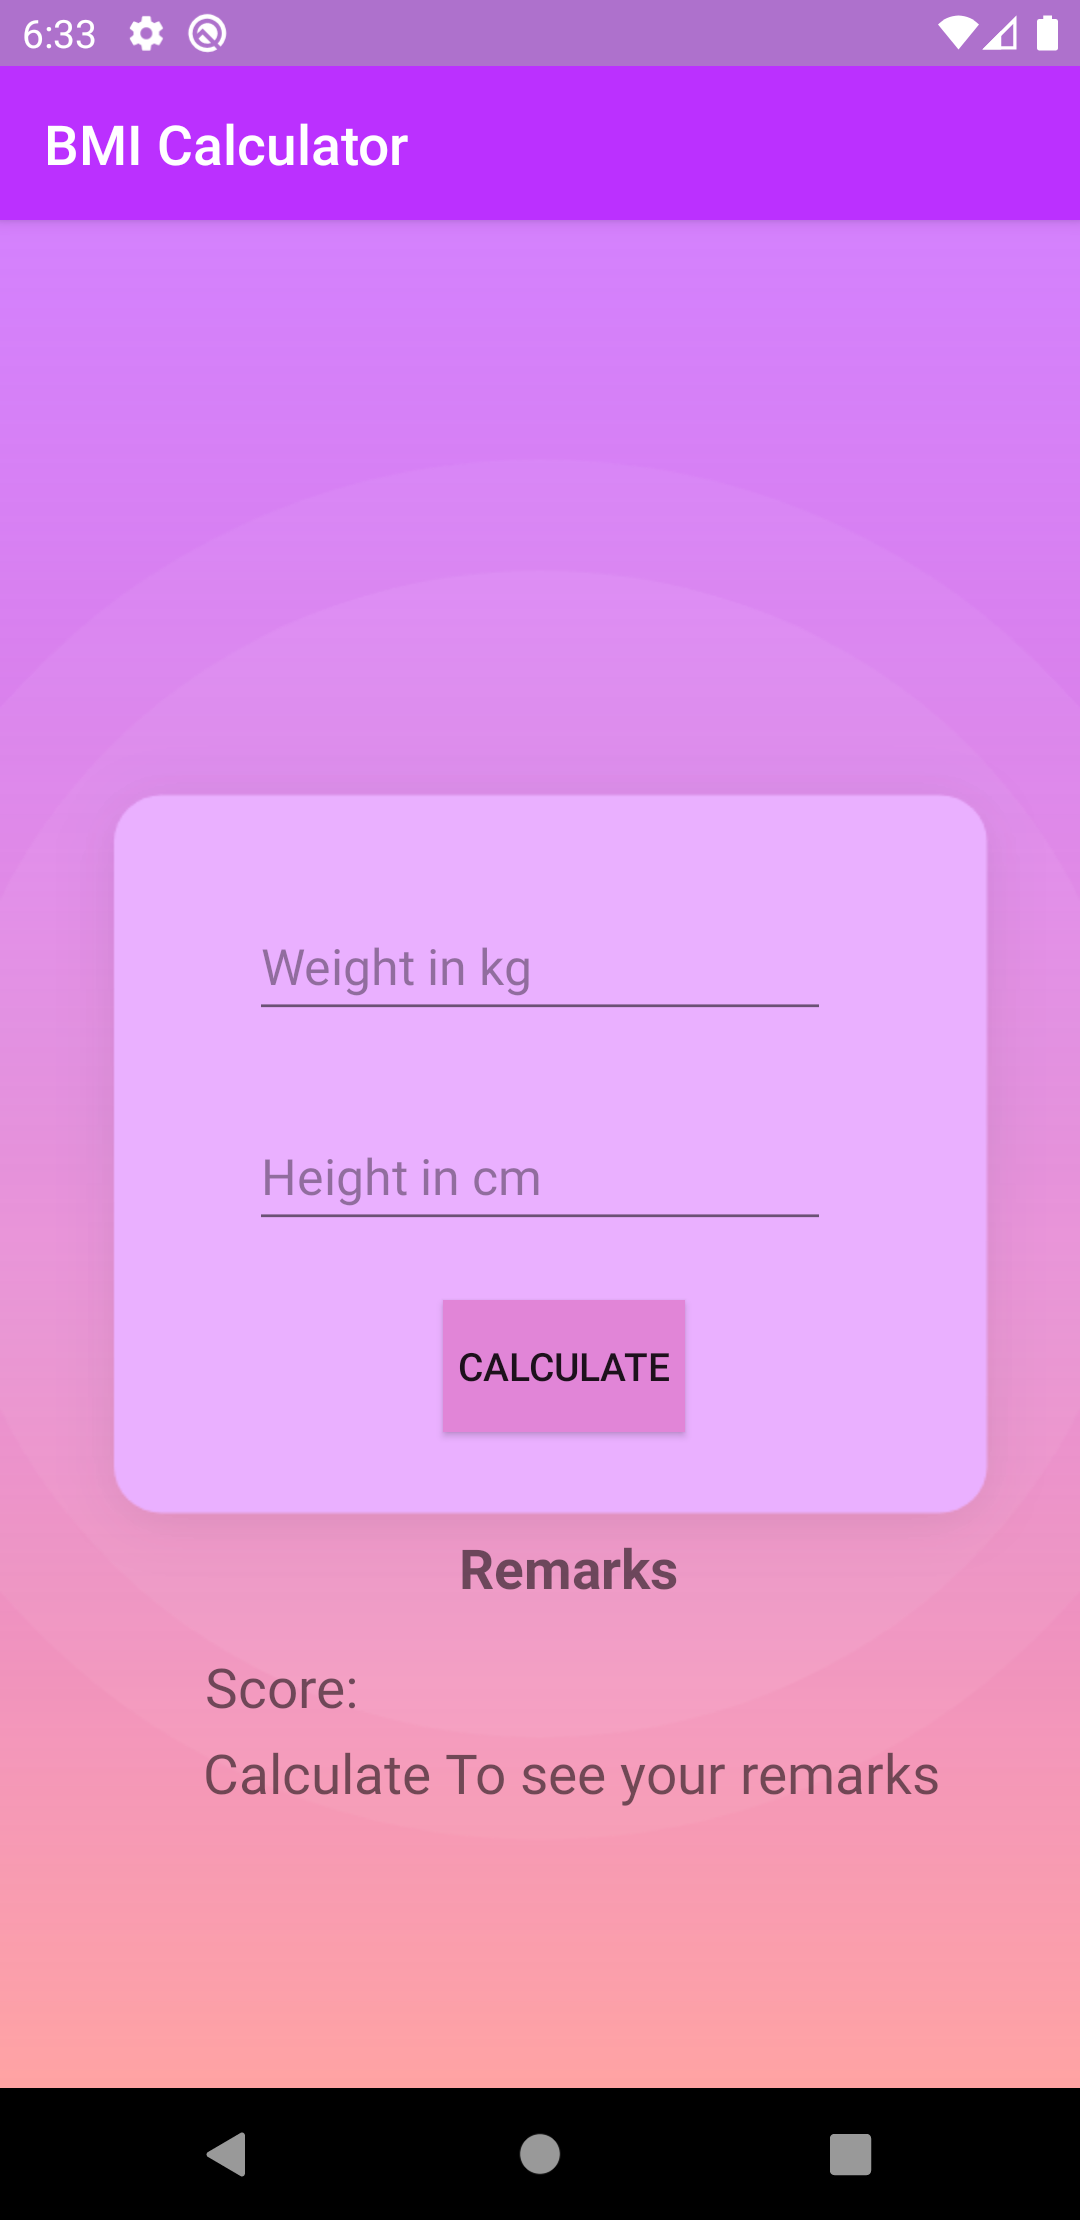 6:33
BMI Calculator
Weight in kg
Height in cm
CALCULATE
Remarks
Score:
Calculate To see your remarks